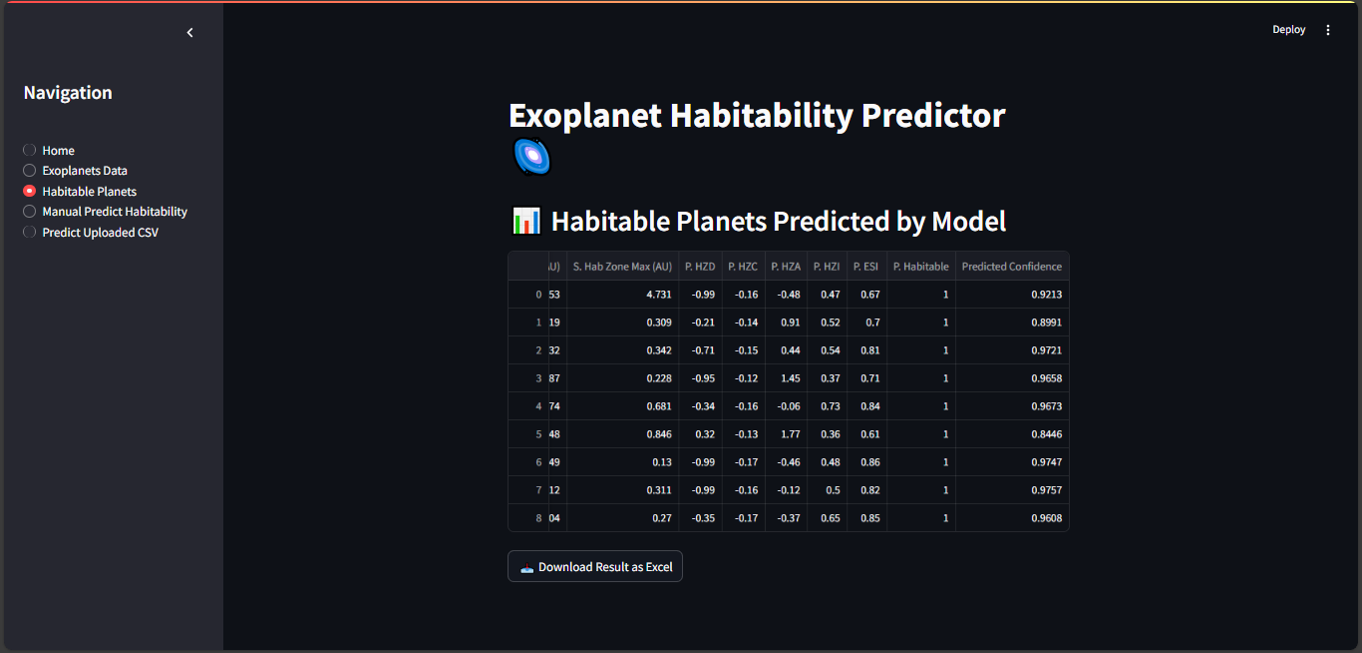 Deploy
Navigation
Home
Exoplanets Data
Habitable Planets
Manual Predict Habitability
Predict Uploaded CSV
Exoplanet Habitability Predictor
Habitable Planets Predicted by Model
U) S. Hab Zone Max (AU) P. HZD P. HZC P. HZA P. HZI P. ESI P. Habitable Predicted Confidence
0 53 4.731 -0.99 -0.16 -0.48 0.47 0.67 1 0.9213
1 19 0.309 -0.21 -0.14 0.91 0.52 0.7 1 0.8991
2 32 0.342 -0.71 -0.15 0.44 0.54 0.81 1 0.9721
3 87 0.228 -0.95 -0.12 1.45 0.37 0.71 1 0.9658
4 74 0.681 -0.34 -0.16 -0.06 0.73 0.84 1 0.9673
5 48 0.846 0.32 -0.13 1.77 0.36 0.61 1 0.8446
6 49 0.13 -0.99 -0.17 -0.46 0.48 0.86 1 0.9747
7 12 0.311 -0.99 -0.16 -0.12 0.5 0.82 1 0.9757
8 04 0.27 -0.35 -0.17 -0.37 0.65 0.85 1 0.9608
Download Result as Excel